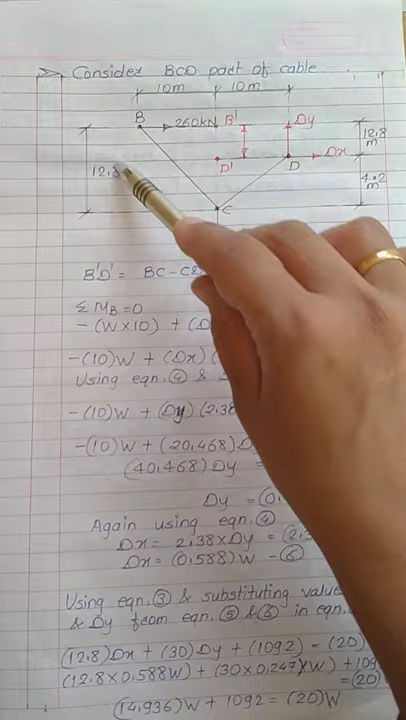 ⇒ Consider BCD part of cable
10m 10m
B 260kN B' Dy
12.8 m
D' D Dx
12.8
4.2 m
C
B'D' = BC - CD
Σ MB=0
-(W×10) + (D
-(10)W + (Dx)(
Using eqn. ④ &
-(10)W + (Dy)(2.38
-(10)W + (20.468)D
(40.468)Dy =
Dy = (0.
Again using eqn. ④
Dx = 2.38×Dy = (2.3
Dx = (0.588)W -⑥
Using eqn. ③ & substituting value
& Dy from eqn. ⑤ & ⑥ in eqn.
(12.8)Dx + (30)Dy + (1092) = (20)
(12.8×0.588W) + (30×0.247)(W) + 109
= (20)
(14.936)W + 1092 = (20)W